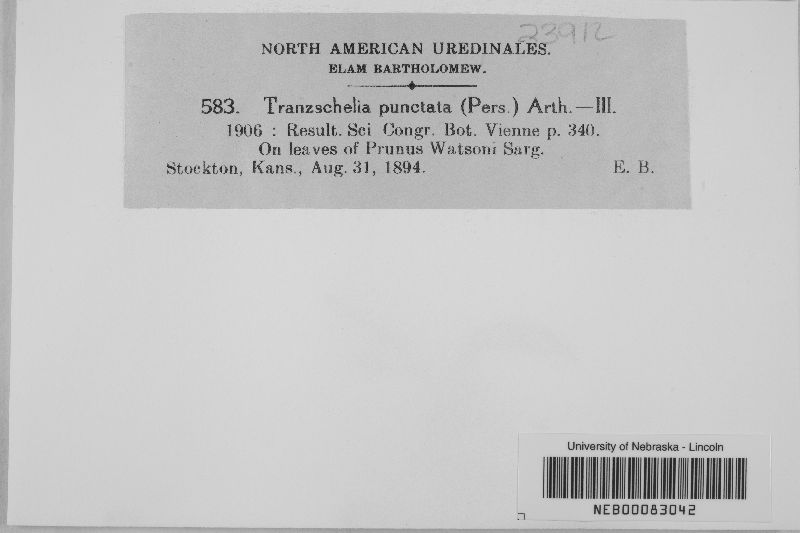 23912
NORTH AMERICAN UREDINALES.
ELAM BARTHOLOMEW.
583. Tranzschelia punctata (Pers.) Arth.—III.
1906 : Result. Sci Congr. Bot. Vienne p. 340.
On leaves of Prunus Watsoni Sarg.
Stockton, Kans., Aug. 31, 1894. E. B.
University of Nebraska - Lincoln
NEB00083042